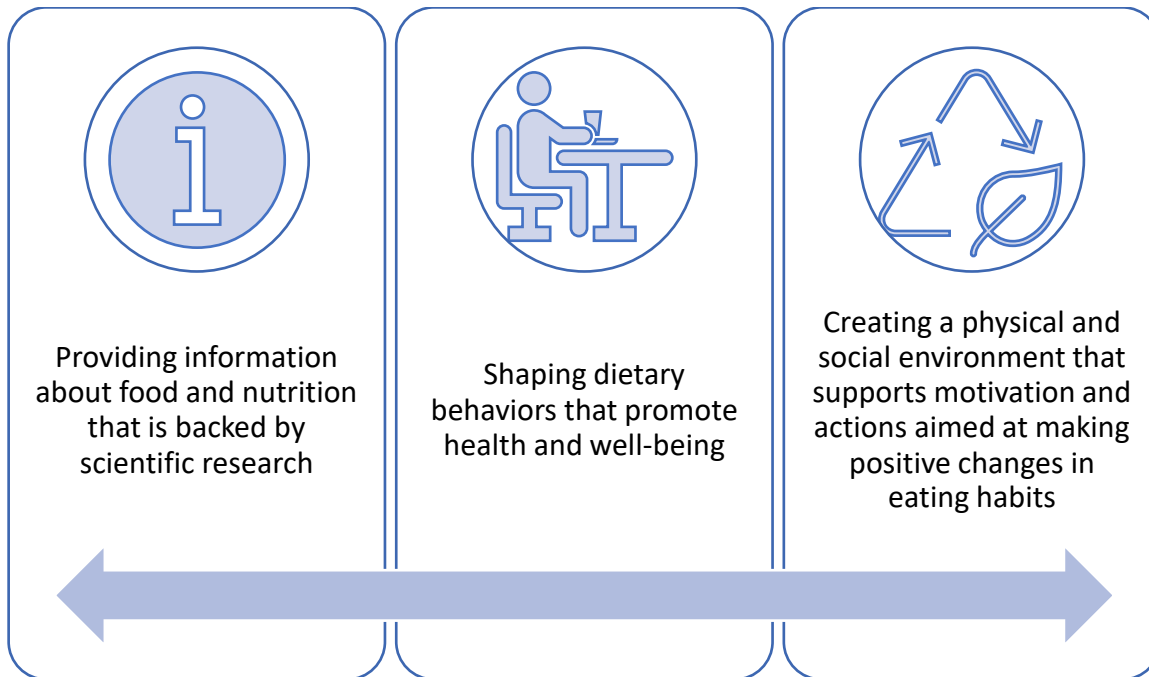 Providing information
about food and nutrition
that is backed by
scientific research
Shaping dietary
behaviors that promote
health and well-being
Creating a physical and
social environment that
supports motivation and
actions aimed at making
positive changes in
eating habits